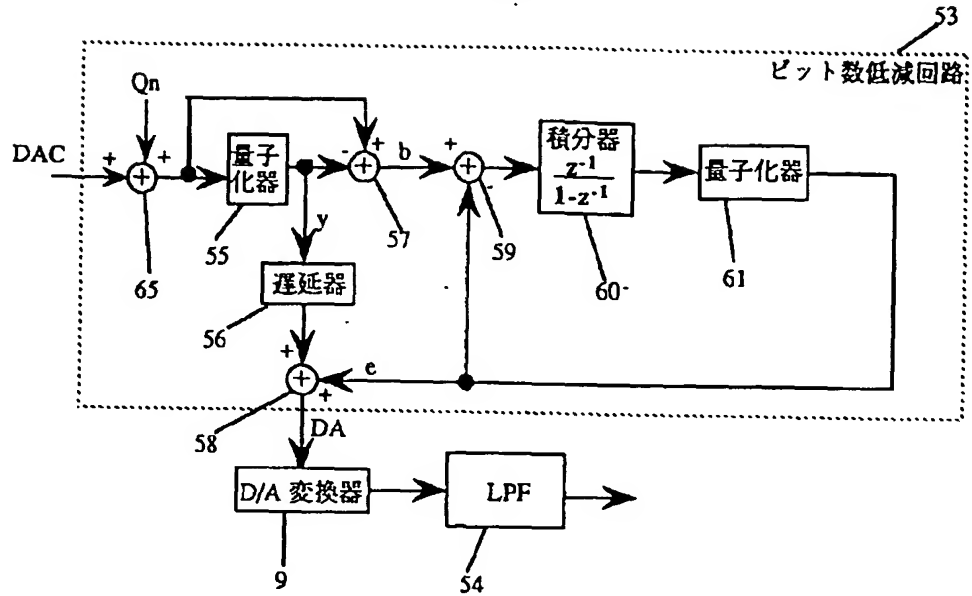 53
ビット数低減回路
Qn
DAC
+
+
65
量子
化器
55
y
-
+
57
b
+
-
59
積分器
z-1
1-z-1
60
量子化器
61
遅延器
56
+
+
e
58
DA
D/A 変換器
9
LPF
54